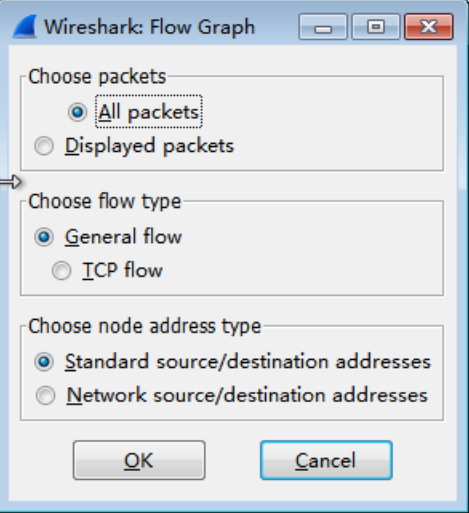 Wireshark: Flow Graph
Choose packets
All packets
Displayed packets
Choose flow type
General flow
TCP flow
Choose node address type
Standard source/destination addresses
Network source/destination addresses
OK Cancel